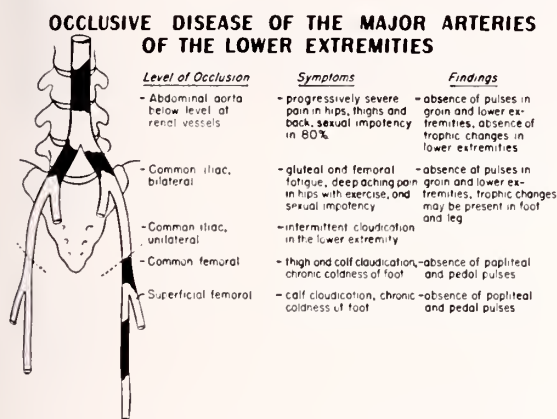 OCCLUSIVE DISEASE OF THE MAJOR ARTERIES
OF THE LOWER EXTREMITIES
Level of Occlusion
Symptoms
Findings
- Abdominal aorta
below level at
renal vessels
- progressively severe
pain in hips, thighs and
back, sexual impotency
in 80%
- absence of pulses in
groin and lower ex-
tremities, absence of
trophic changes in
lower extremities
- Common iliac,
bilateral
- gluteal and femoral
fatigue, deep aching pain
in hips with exercise, and
sexual impotency
- absence at pulses in
groin and lower ex-
tremities, trophic changes
may be present in foot
and leg
- Common iliac,
unilateral
- intermittent claudication
in the lower extremity
- Common femoral
- thigh and calf claudication,
chronic coldness of foot
- absence of popliteal
and pedal pulses
- Superficial femoral
- calf claudication, chronic
coldness of foot
- absence of popliteal
and pedal pulses